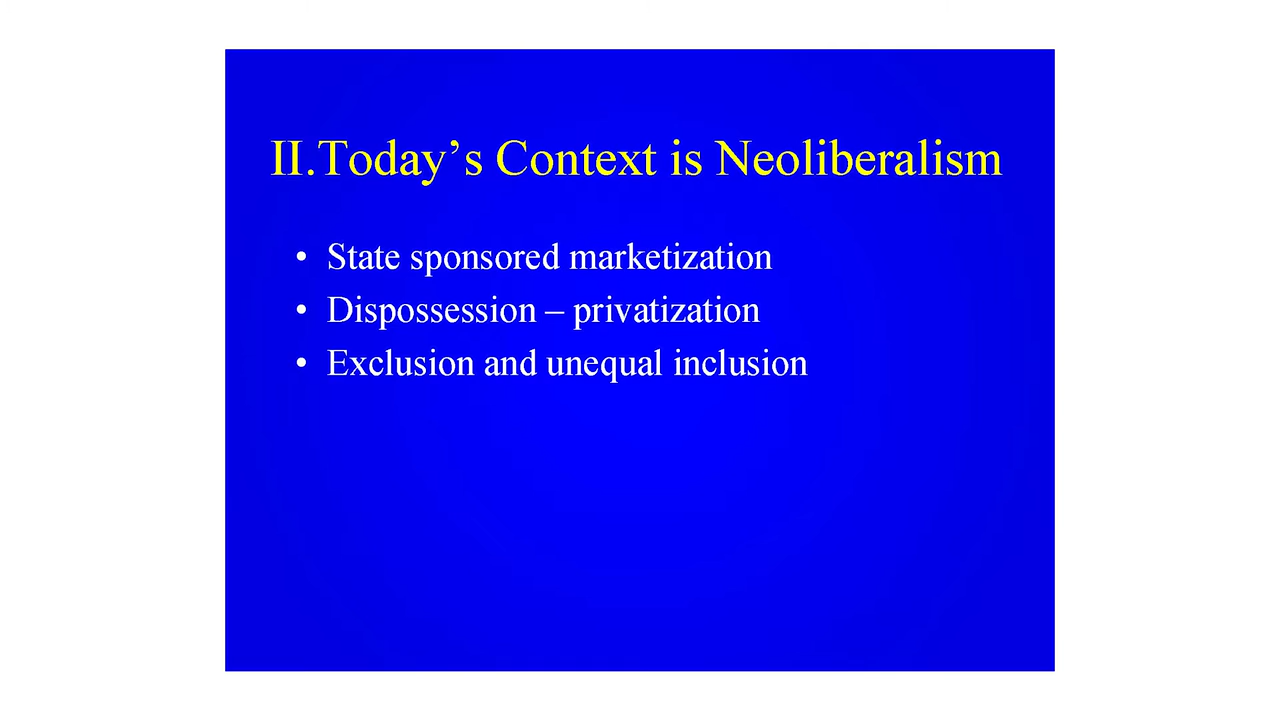 II.Today’s Context is Neoliberalism
• State sponsored marketization
• Dispossession – privatization
• Exclusion and unequal inclusion